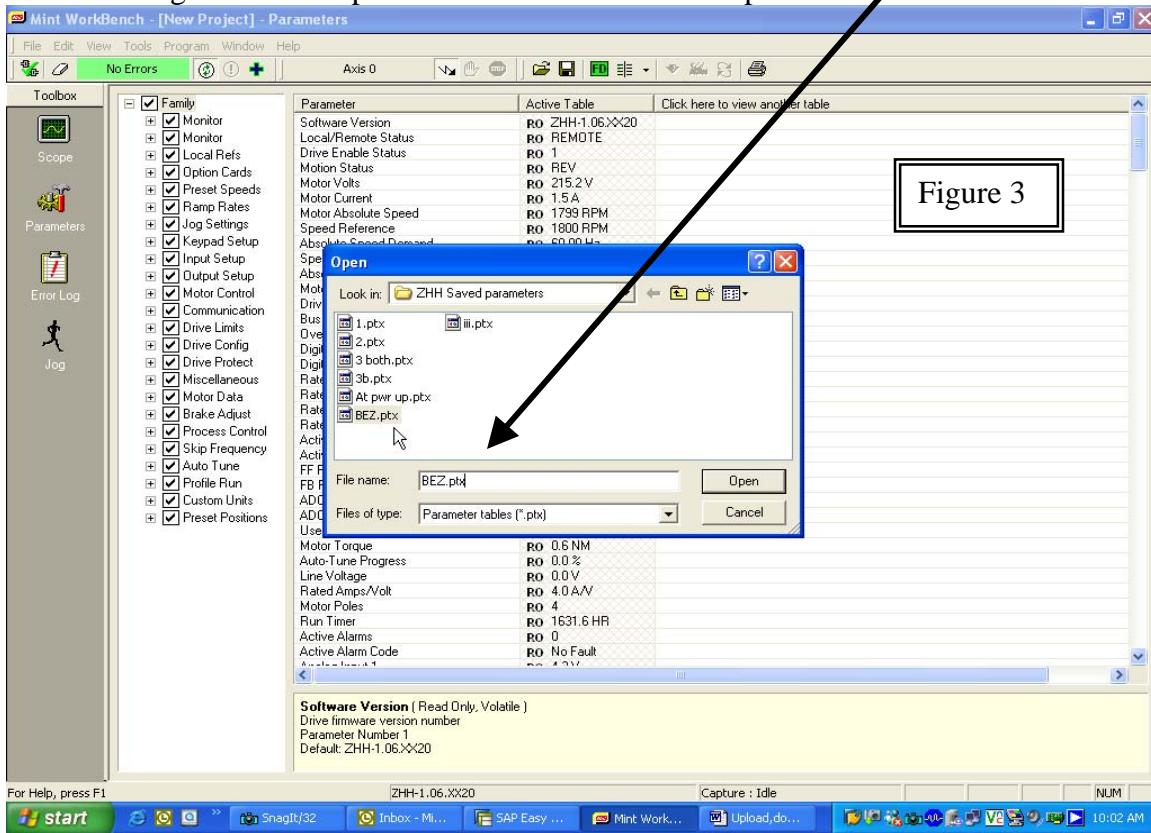 Mint WorkBench - [New Project] - Parameters
File Edit View Tools Program Window Help
No Errors
Axis 0
FD
Toolbox
Scope
Parameters
Error Log
Jog
Family
Monitor
Monitor
Local Refs
Option Cards
Preset Speeds
Ramp Rates
Jog Settings
Keypad Setup
Input Setup
Output Setup
Motor Control
Communication
Drive Limits
Drive Config
Drive Protect
Miscellaneous
Motor Data
Brake Adjust
Process Control
Skip Frequency
Auto Tune
Profile Run
Custom Units
Preset Positions
Parameter Active Table Click here to view another table
Software Version RO ZHH-1.06.XX20
Local/Remote Status RO REMOTE
Drive Enable Status RO 1
Motion Status RO REV
Motor Volts RO 215.2 V
Motor Current RO 1.5 A
Motor Absolute Speed RO 1799 RPM
Speed Reference RO 1800 RPM
Absolute Speed Demand RO 60.00 Hz
Figure 3
Open
Look in: ZHH Saved parameters
1.ptx
2.ptx
3 both.ptx
3b.ptx
At pwr up.ptx
BEZ.ptx
iii.ptx
File name: BEZ.ptx Open
Files of type: Parameter tables (*.ptx) Cancel
Motor Torque RO 0.6 NM
Auto-Tune Progress RO 0.0 %
Line Voltage RO 0.0 V
Rated Amps/Volt RO 4.0 A/V
Motor Poles RO 4
Run Timer RO 1631.6 HR
Active Alarms RO 0
Active Alarm Code RO No Fault
Software Version ( Read Only, Volatile )
Drive firmware version number
Parameter Number 1
Default: ZHH-1.06.XX20
For Help, press F1 ZHH-1.06.XX20 Capture : Idle NUM
start SnagIt/32 Inbox - Mi... SAP Easy ... Mint Work... Upload,do... 10:02 AM